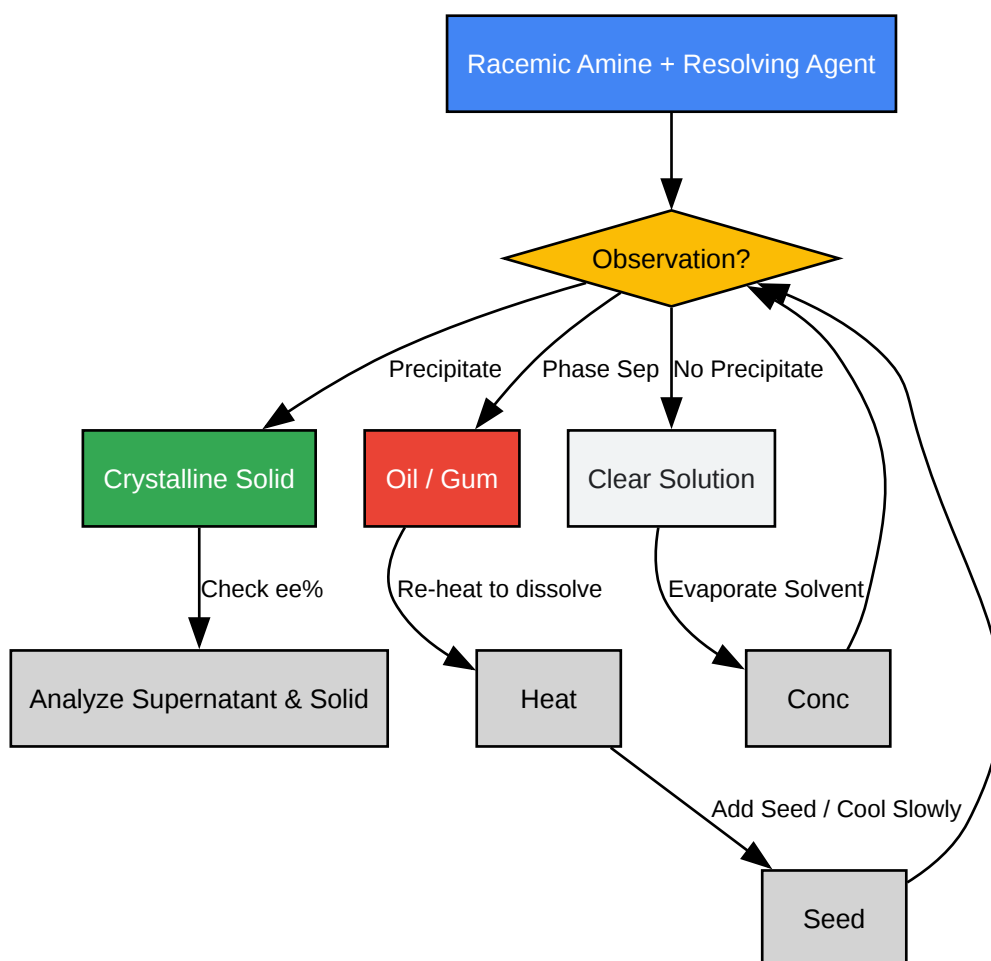 Racemic Amine + Resolving Agent
Observation?
Precipitate
Phase Sep
No Precipitate
Crystalline Solid
Oil / Gum
Clear Solution
Check ee%
Re-heat to dissolve
Evaporate Solvent
Analyze Supernatant & Solid
Heat
Conc
Add Seed / Cool Slowly
Seed